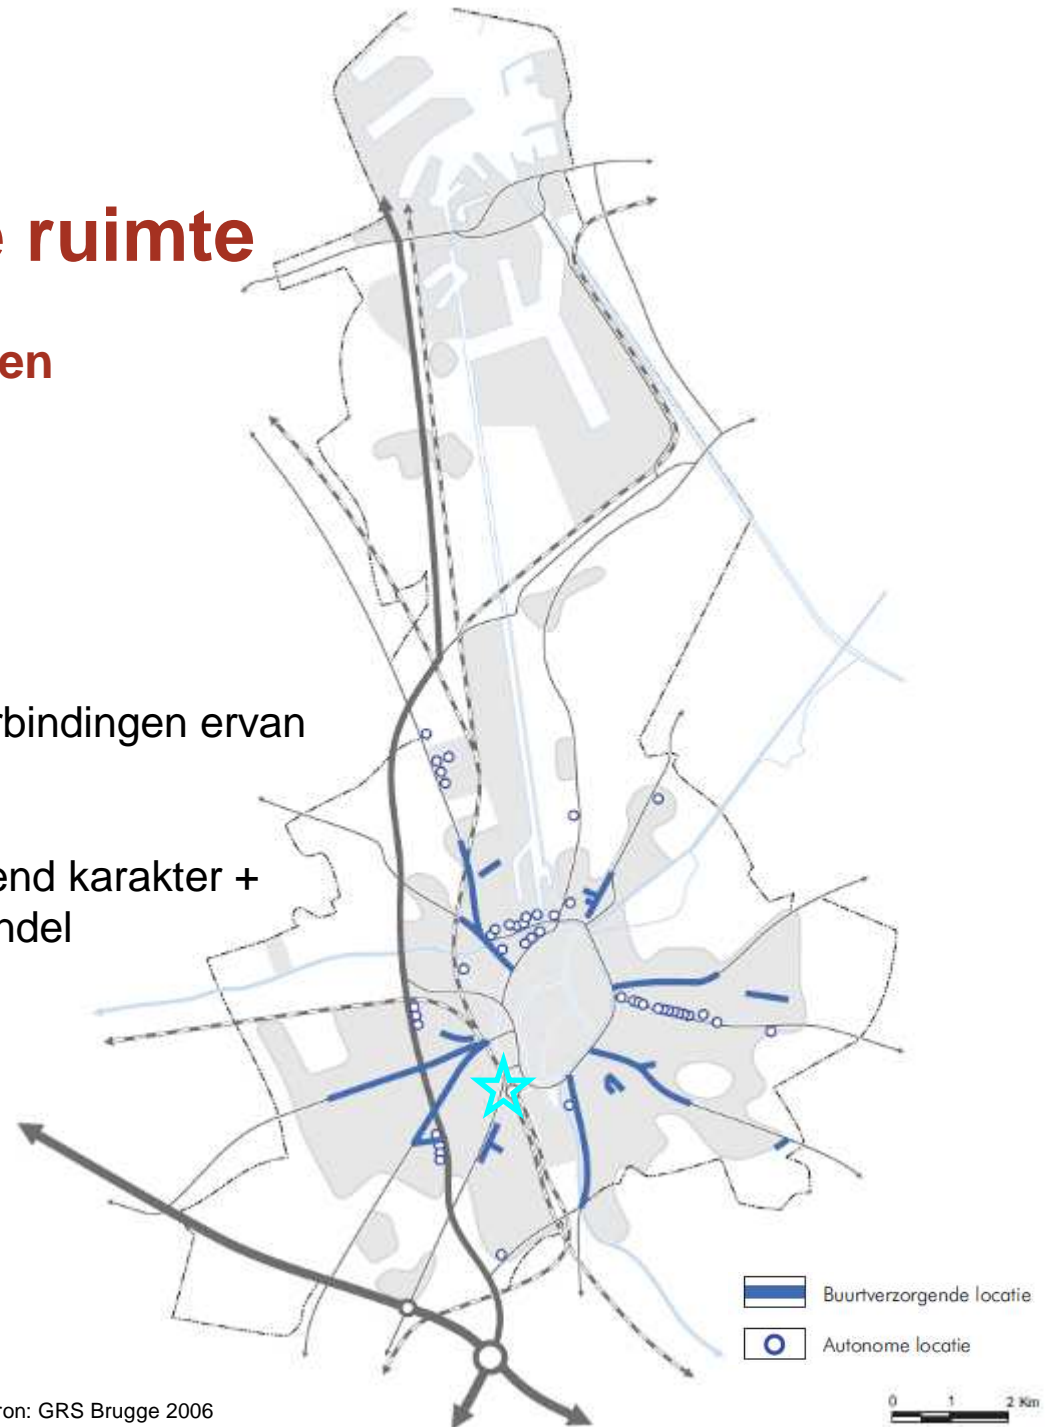 e ruimte
en
rbindingen ervan
end karakter +
ndel
Buurtverzorgende locatie
Autonome locatie
0 1 2 Km
ron: GRS Brugge 2006